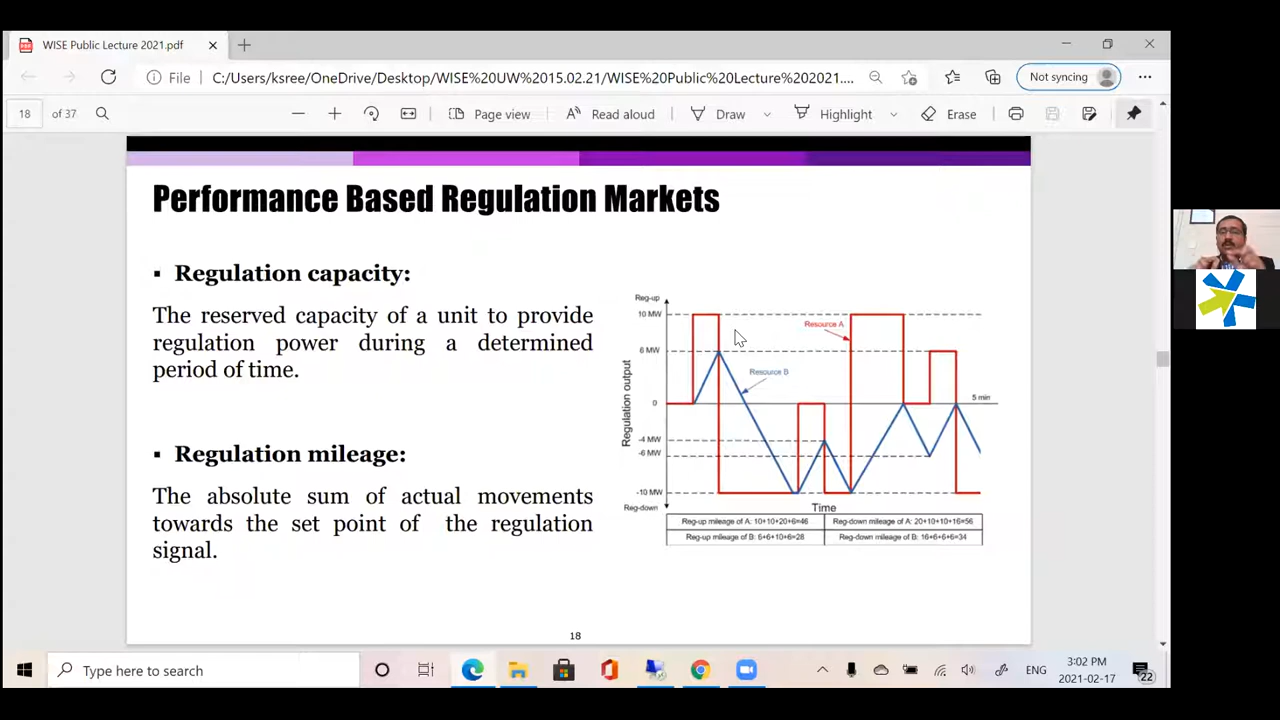 WISE Public Lecture 2021.pdf
File
C:/Users/ksree/OneDrive/Desktop/WISE%20UW%2015.02.21/WISE%20Public%20Lecture%202021....
Not syncing
18 of 37
Page view
Read aloud
Draw
Highlight
Erase
Performance Based Regulation Markets
▪ Regulation capacity:
The reserved capacity of a unit to provide
regulation power during a determined
period of time.
▪ Regulation mileage:
The absolute sum of actual movements
towards the set point of the regulation
signal.
Reg-up
10 MW
Resource A
6 MW
Resource B
Regulation output
0
5 min
-4 MW
-6 MW
-10 MW
Reg-down
Time
Reg-up mileage of A: 10+10+20+6=46
Reg-down mileage of A: 20+10+10+16=56
Reg-up mileage of B: 6+6+10+6=28
Reg-down mileage of B: 16+6+6+6=34
18
Type here to search
ENG
3:02 PM
2021-02-17
22